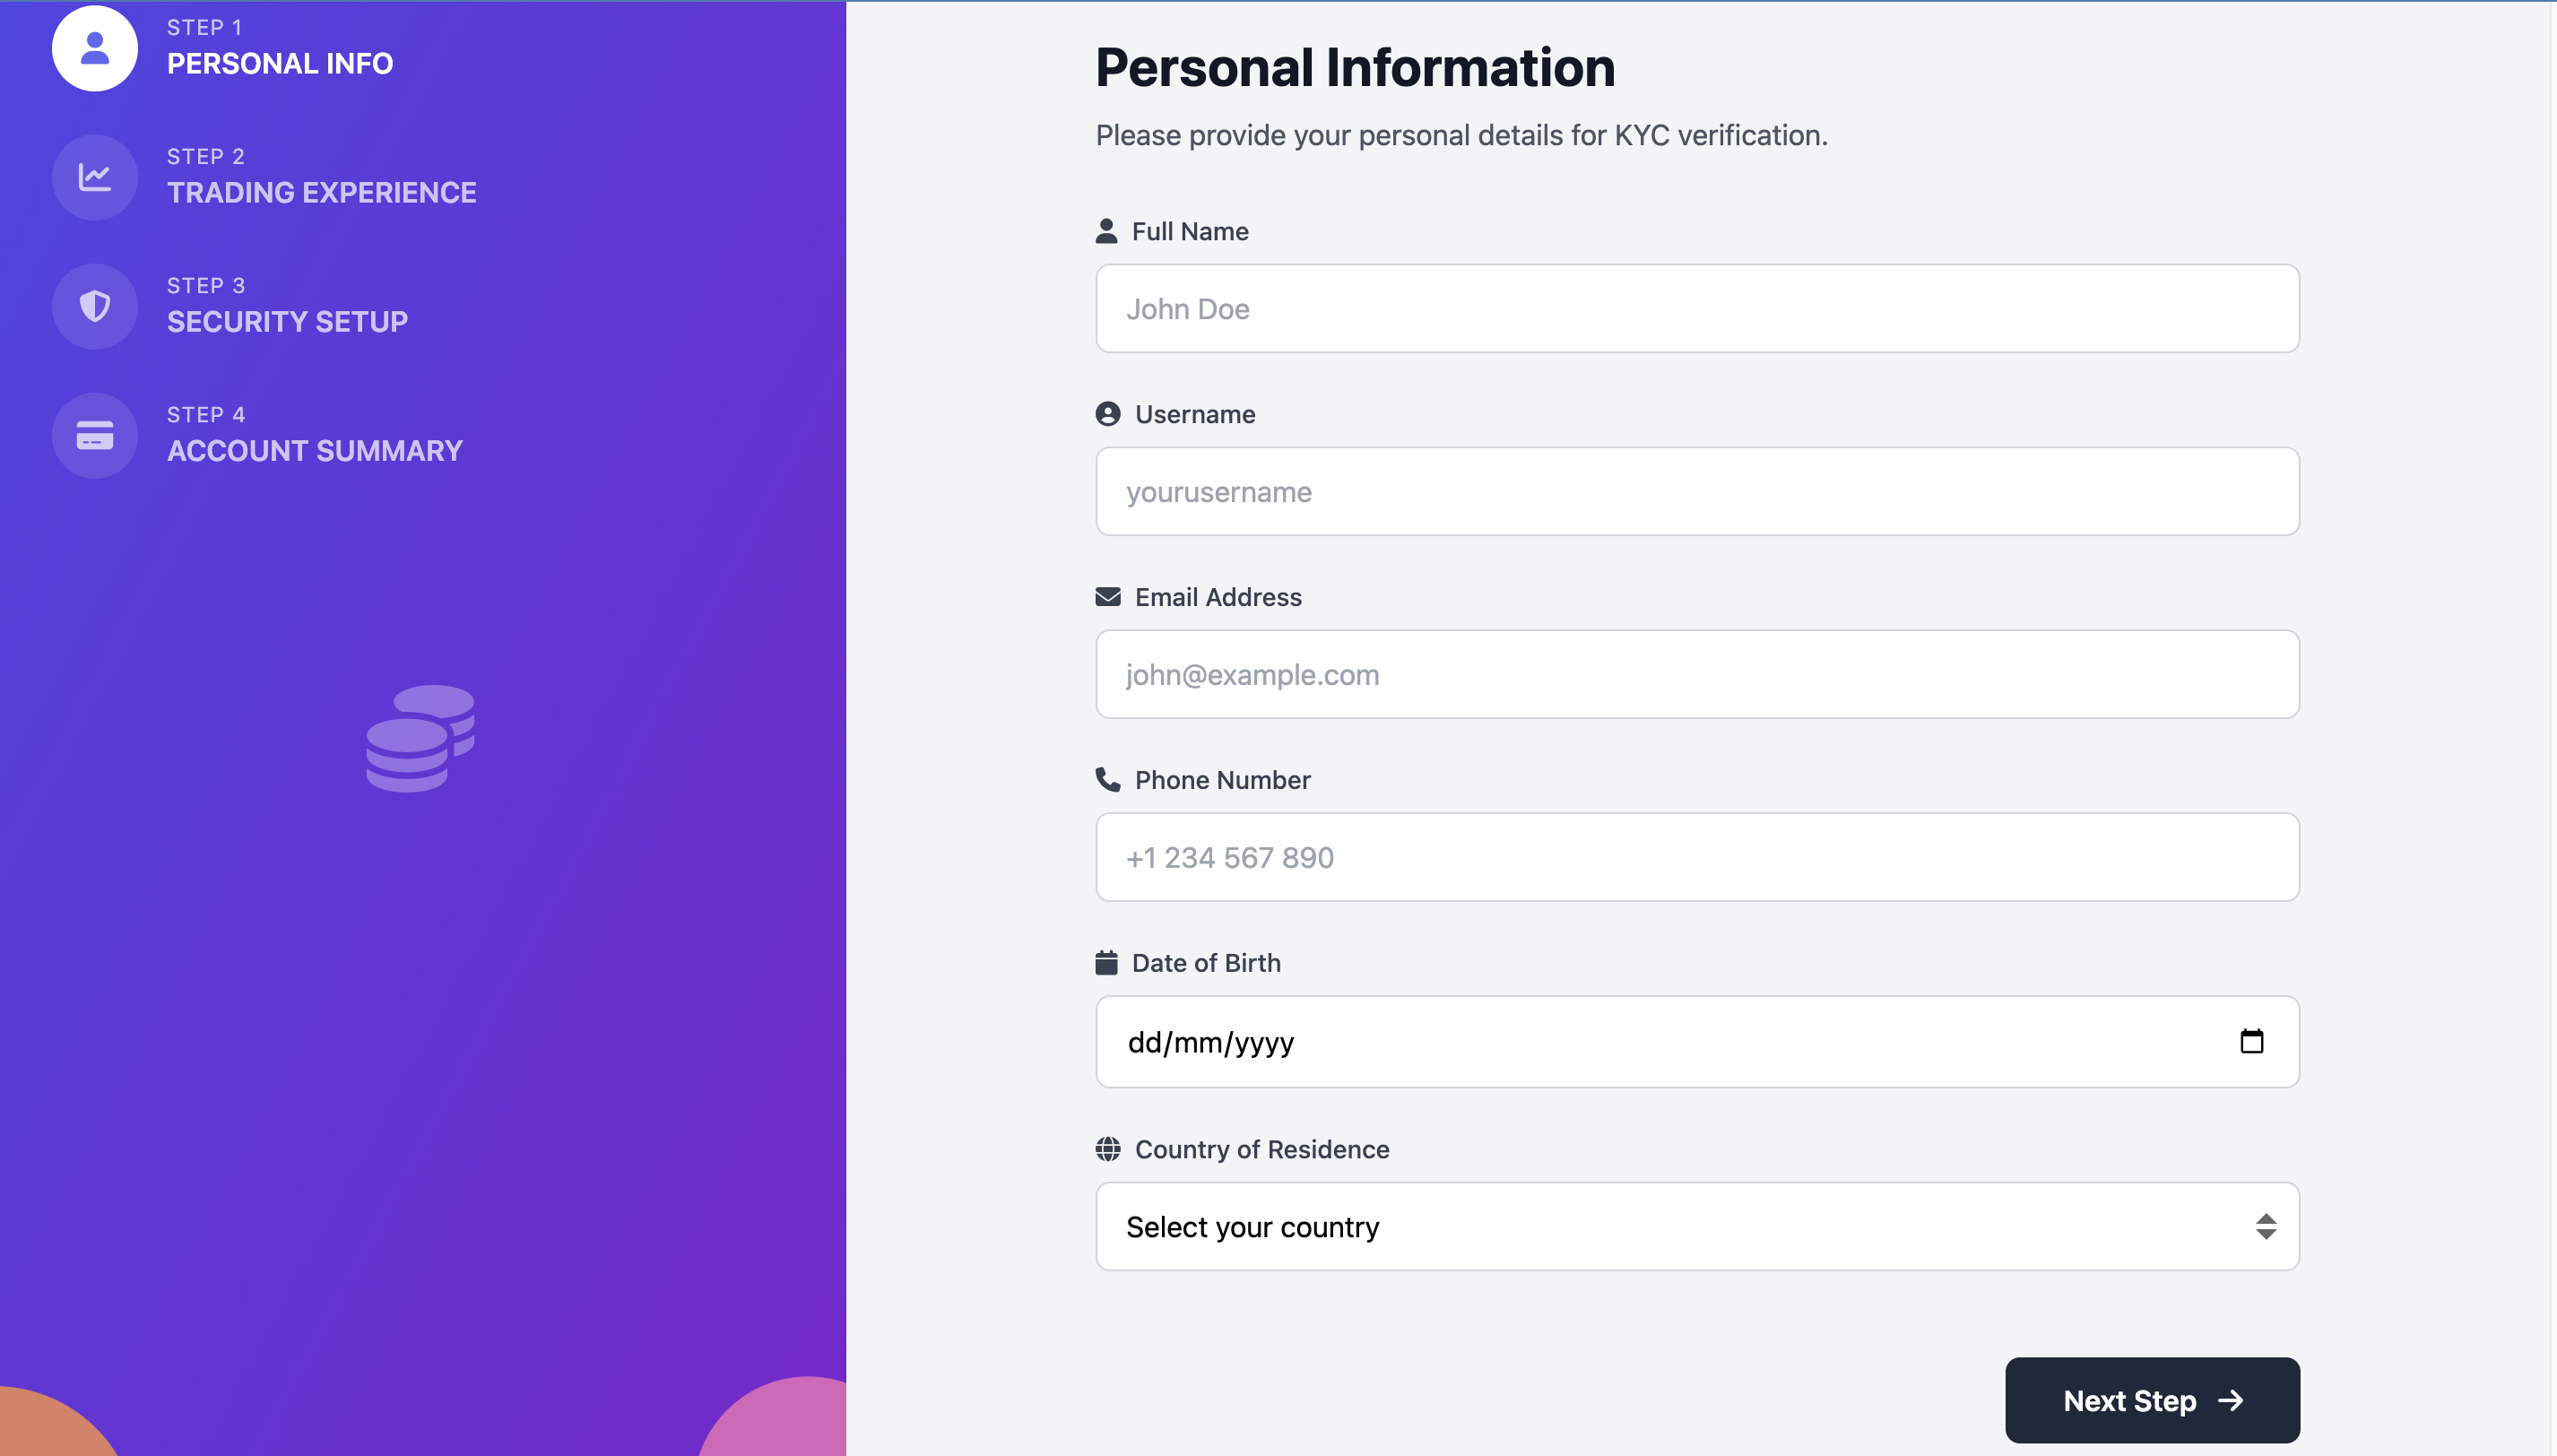 STEP 1
PERSONAL INFO
STEP 2
TRADING EXPERIENCE
STEP 3
SECURITY SETUP
STEP 4
ACCOUNT SUMMARY
Personal Information
Please provide your personal details for KYC verification.
Full Name
John Doe
Username
yourusername
Email Address
john@example.com
Phone Number
+1 234 567 890
Date of Birth
dd/mm/yyyy
Country of Residence
Select your country
Next Step →